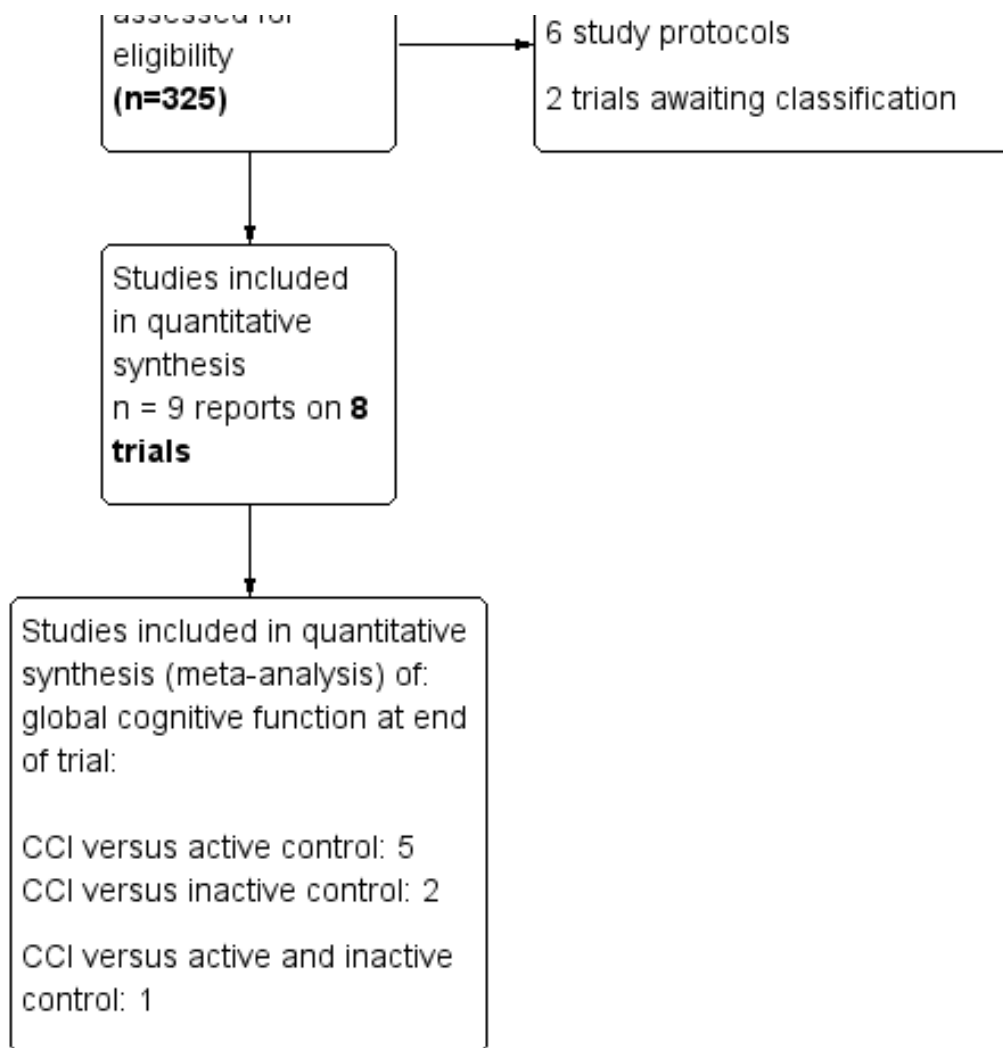 assessed for
eligibility
(n=325)
6 study protocols
2 trials awaiting classification
Studies included
in quantitative
synthesis
n = 9 reports on 8
trials
Studies included in quantitative
synthesis (meta-analysis) of:
global cognitive function at end
of trial:
CCI versus active control: 5
CCI versus inactive control: 2
CCI versus active and inactive
control: 1